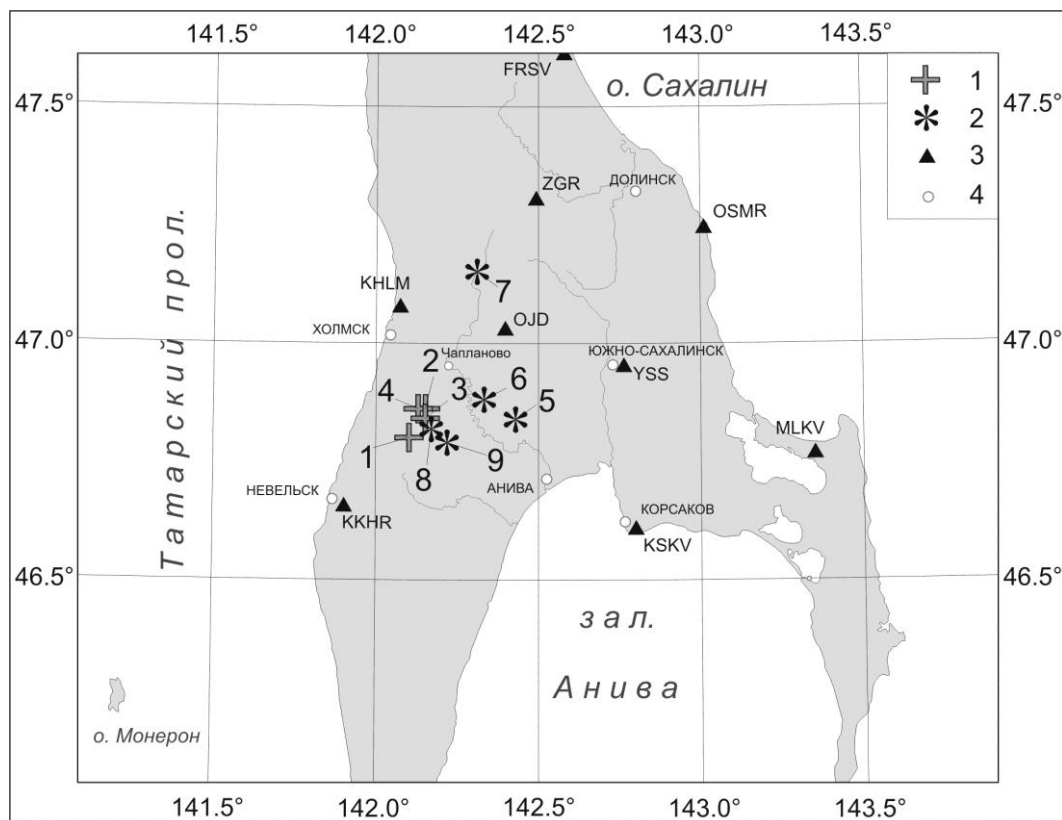 141.5° 142.0° 142.5° 143.0° 143.5°
FRSV
о. Сахалин
1
2
3
4
47.5° 47.5°
ZGR
ДОЛИНСК
OSMR
Татарский прол.
7
KHLM
OJD
ХОЛМСК
47.0° 47.0°
Чапланово
ЮЖНО-САХАЛИНСК
YSS
2
4 3
6
5
MLKV
1
8
9
НЕВЕЛЬСК
АНИВА
KKHR
КОРСАКОВ
KSKV
46.5° 46.5°
зал.
Анива
о. Монерон
141.5° 142.0° 142.5° 143.0° 143.5°